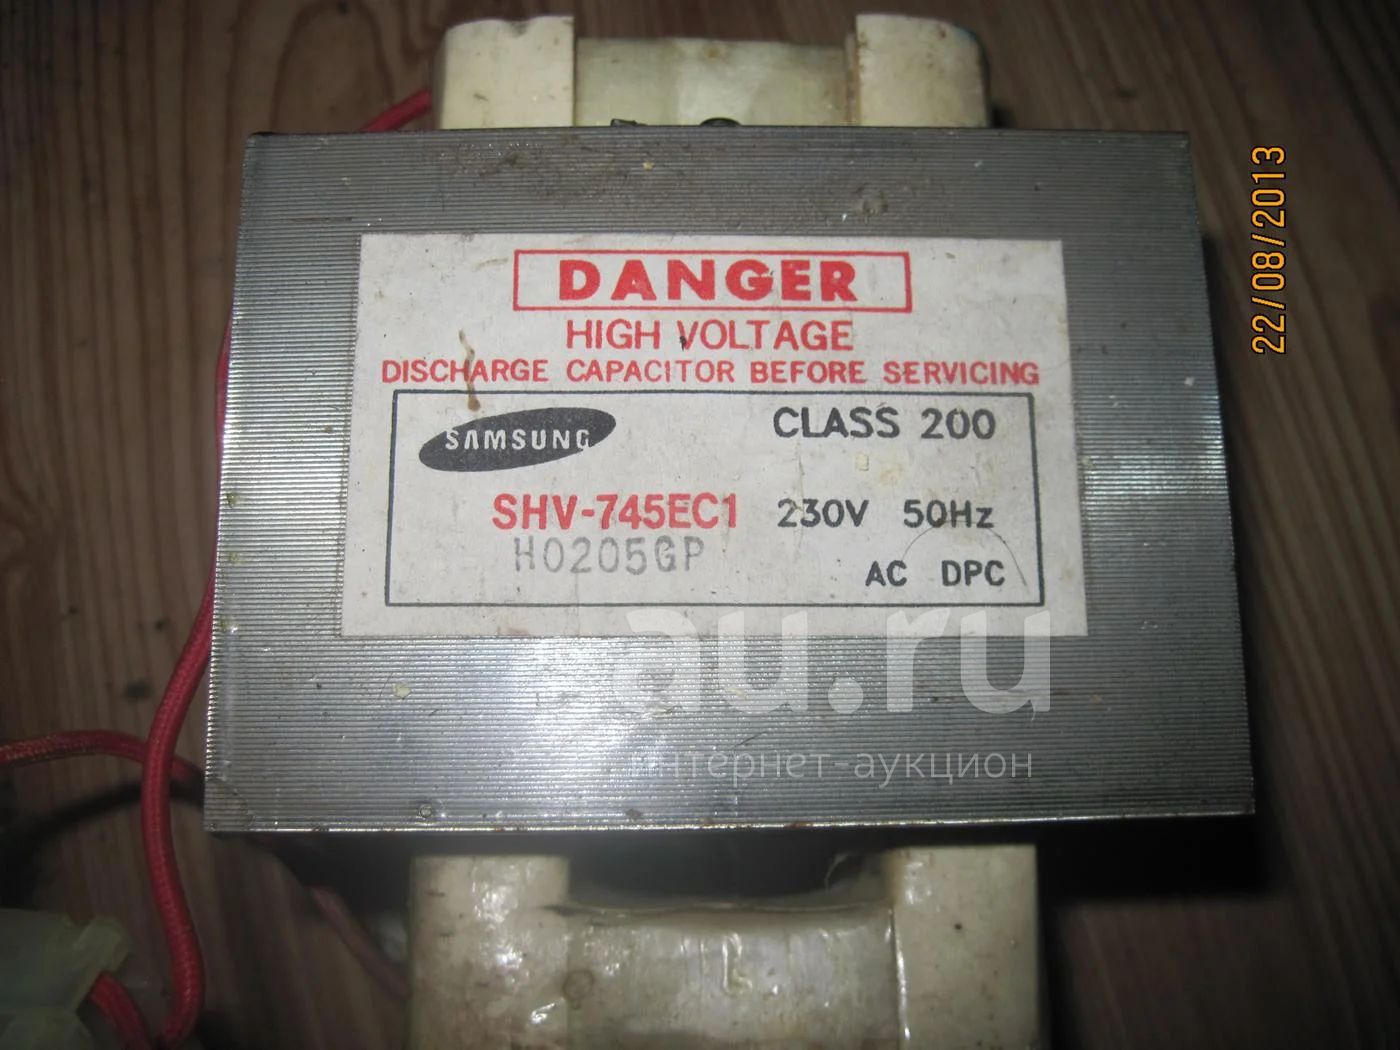 DANGER
HIGH VOLTAGE
DISCHARGE CAPACITOR BEFORE SERVICING
SAMSUNG CLASS 200
SHV-745EC1 230V 50Hz
H0205GP
AC DPC
au.ru
интернет-аукцион
22/08/2013